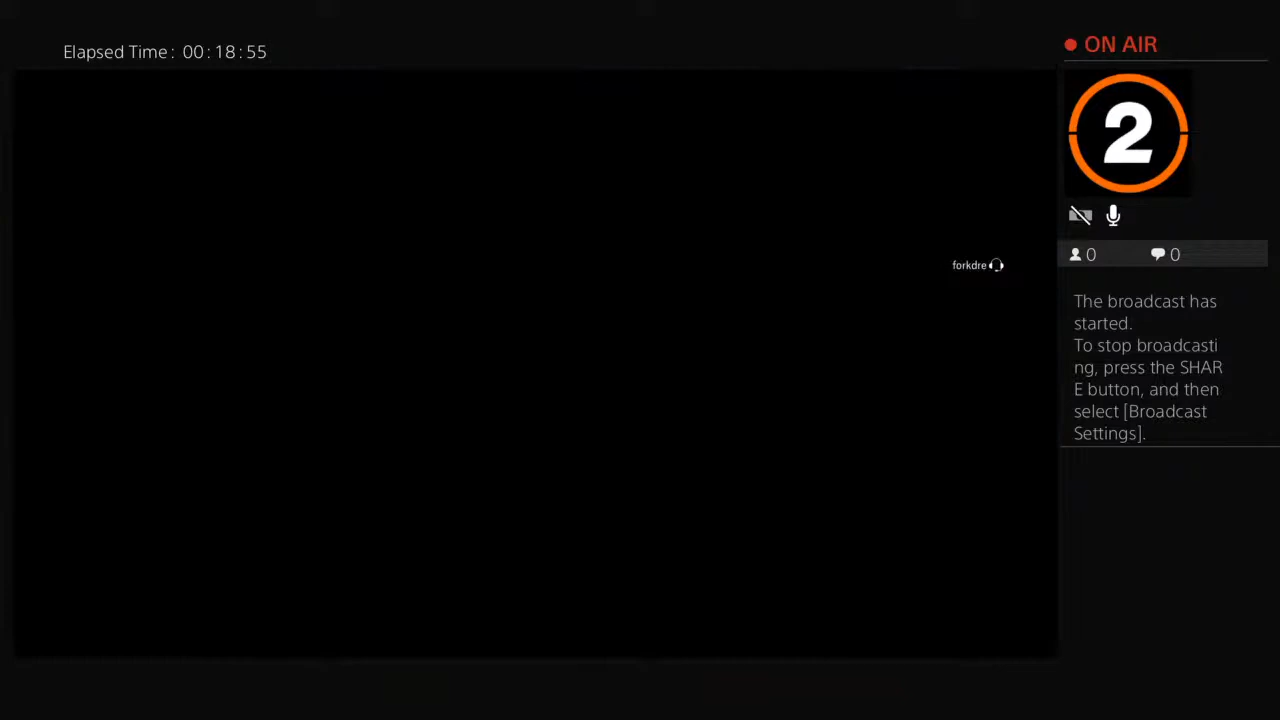 Elapsed Time: 00:18:55
ON AIR
2
0 0
forkdre
The broadcast has
started.
To stop broadcasti
ng, press the SHAR
E button, and then
select [Broadcast
Settings].